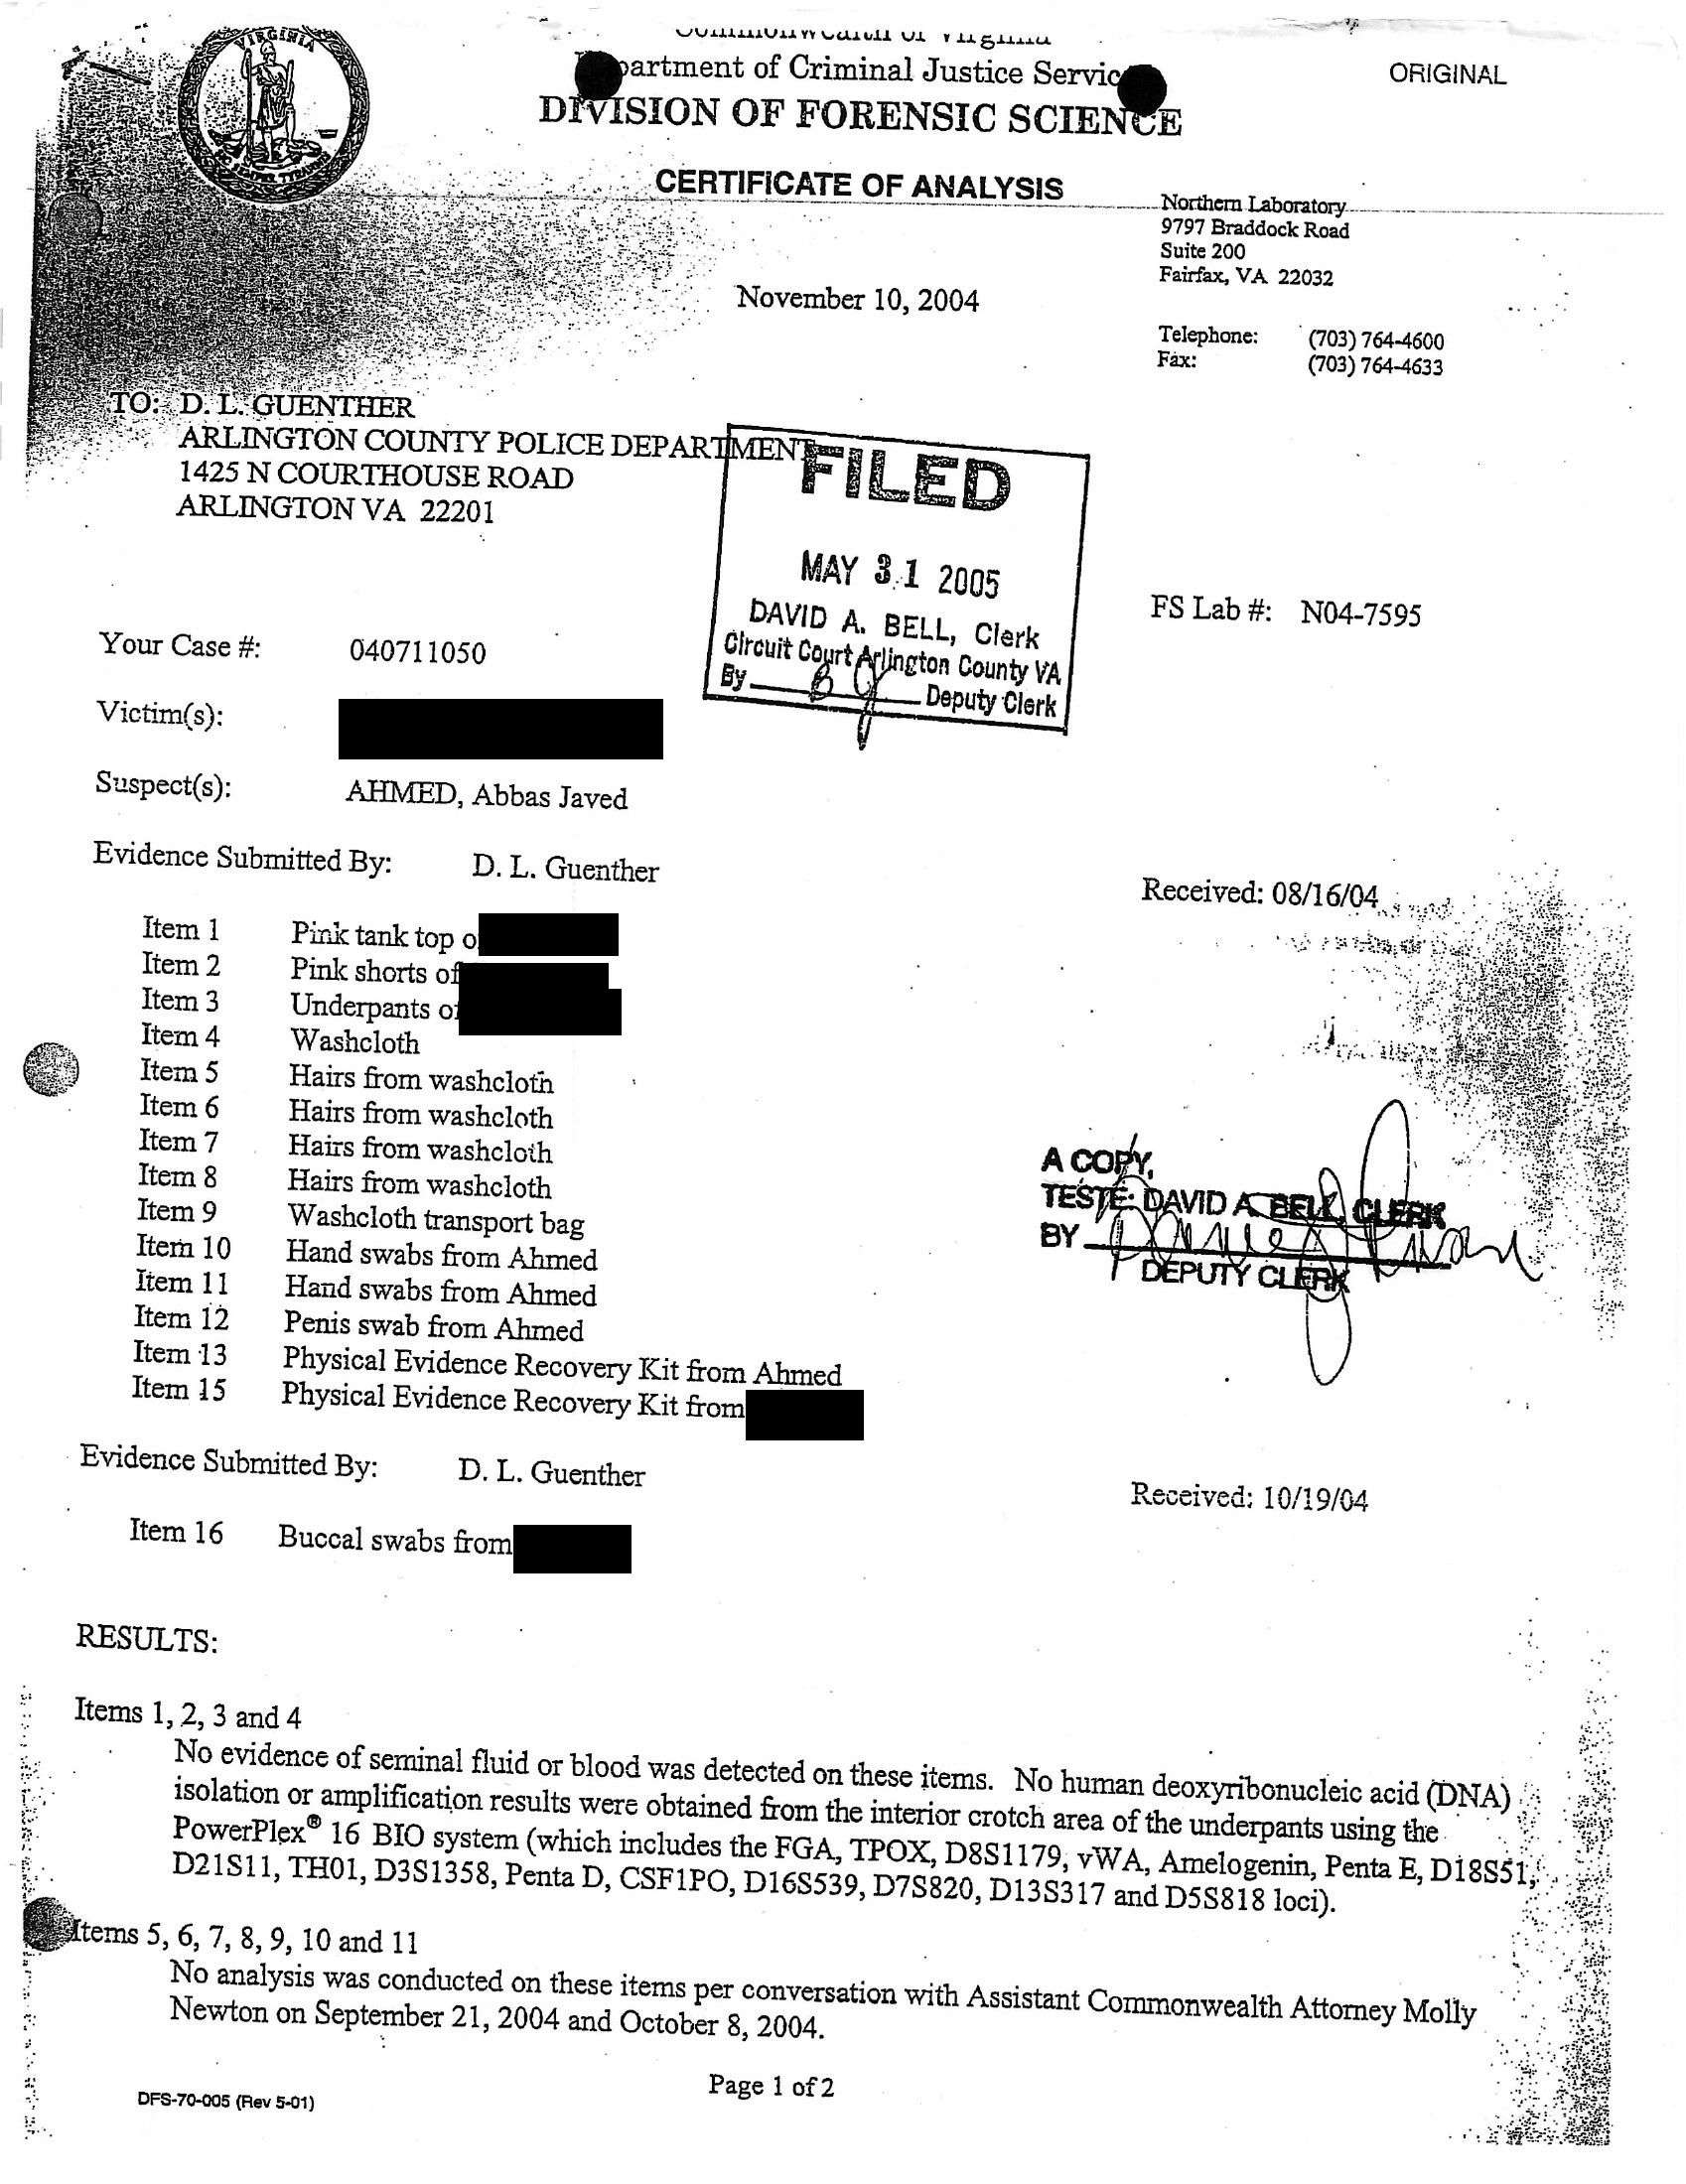 VIRGINIA
SIC SEMPER TYRANNIS
Commonwealth of Virginia
partment of Criminal Justice Servic
DIVISION OF FORENSIC SCIENCE
ORIGINAL
CERTIFICATE OF ANALYSIS
Northern Laboratory
9797 Braddock Road
Suite 200
Fairfax, VA 22032
November 10, 2004
Telephone: (703) 764-4600
Fax: (703) 764-4633
TO: D. L. GUENTHER
ARLINGTON COUNTY POLICE DEPARTMENT
1425 N COURTHOUSE ROAD
ARLINGTON VA 22201
FILED
MAY 31 2005
DAVID A. BELL, Clerk
Circuit Court Arlington County VA
By Deputy Clerk
FS Lab #: N04-7595
Your Case #: 040711050
Victim(s):
Suspect(s): AHMED, Abbas Javed
Evidence Submitted By: D. L. Guenther
Received: 08/16/04
Item 1 Pink tank top o
Item 2 Pink shorts of
Item 3 Underpants of
Item 4 Washcloth
Item 5 Hairs from washcloth
Item 6 Hairs from washcloth
Item 7 Hairs from washcloth
Item 8 Hairs from washcloth
Item 9 Washcloth transport bag
Item 10 Hand swabs from Ahmed
Item 11 Hand swabs from Ahmed
Item 12 Penis swab from Ahmed
Item 13 Physical Evidence Recovery Kit from Ahmed
Item 15 Physical Evidence Recovery Kit from
A COPY,
TESTE: DAVID A. BELL, CLERK
BY
DEPUTY CLERK
Evidence Submitted By: D. L. Guenther
Received: 10/19/04
Item 16 Buccal swabs from
RESULTS:
Items 1, 2, 3 and 4
No evidence of seminal fluid or blood was detected on these items. No human deoxyribonucleic acid (DNA)
isolation or amplification results were obtained from the interior crotch area of the underpants using the
PowerPlex® 16 BIO system (which includes the FGA, TPOX, D8S1179, vWA, Amelogenin, Penta E, D18S51,
D21S11, TH01, D3S1358, Penta D, CSF1PO, D16S539, D7S820, D13S317 and D5S818 loci).
Items 5, 6, 7, 8, 9, 10 and 11
No analysis was conducted on these items per conversation with Assistant Commonwealth Attorney Molly
Newton on September 21, 2004 and October 8, 2004.
Page 1 of 2
DFS-70-005 (Rev 5-01)